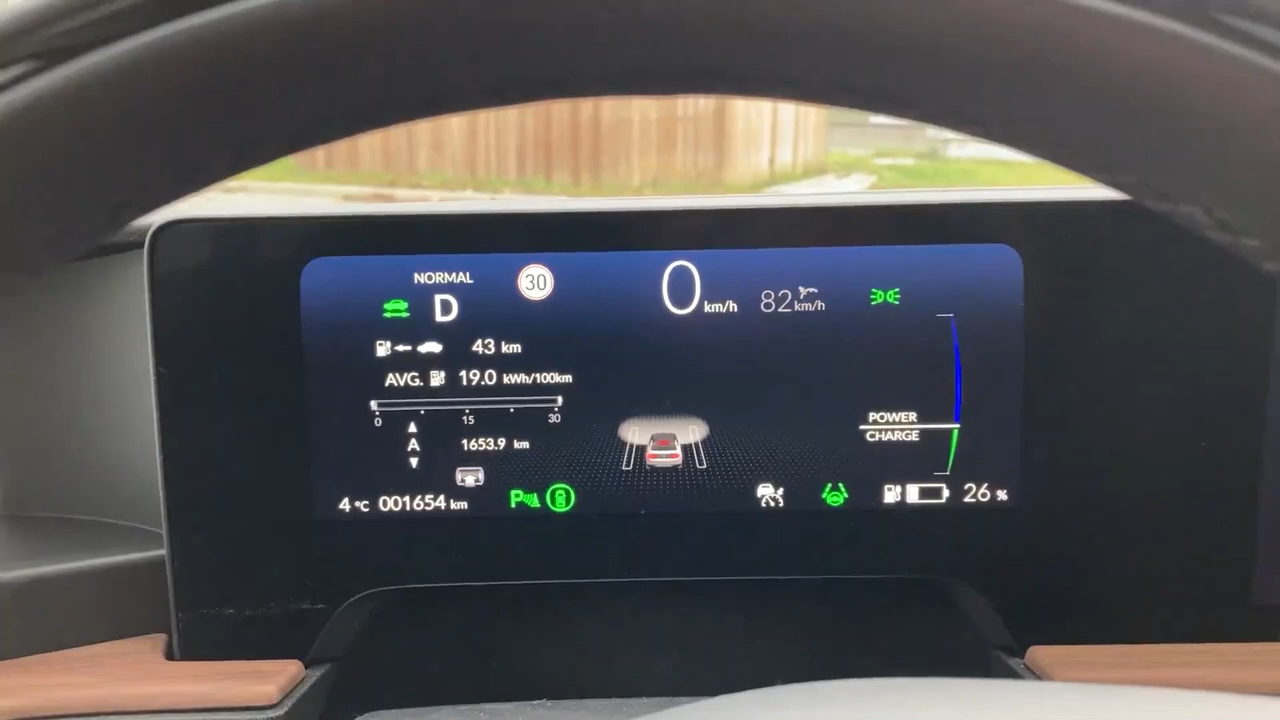 NORMAL
D
30
0 km/h
82 km/h
43 km
AVG. 19.0 kWh/100km
0 15 30
A 1653.9 km
POWER
CHARGE
4 °C 001654 km
P
26 %